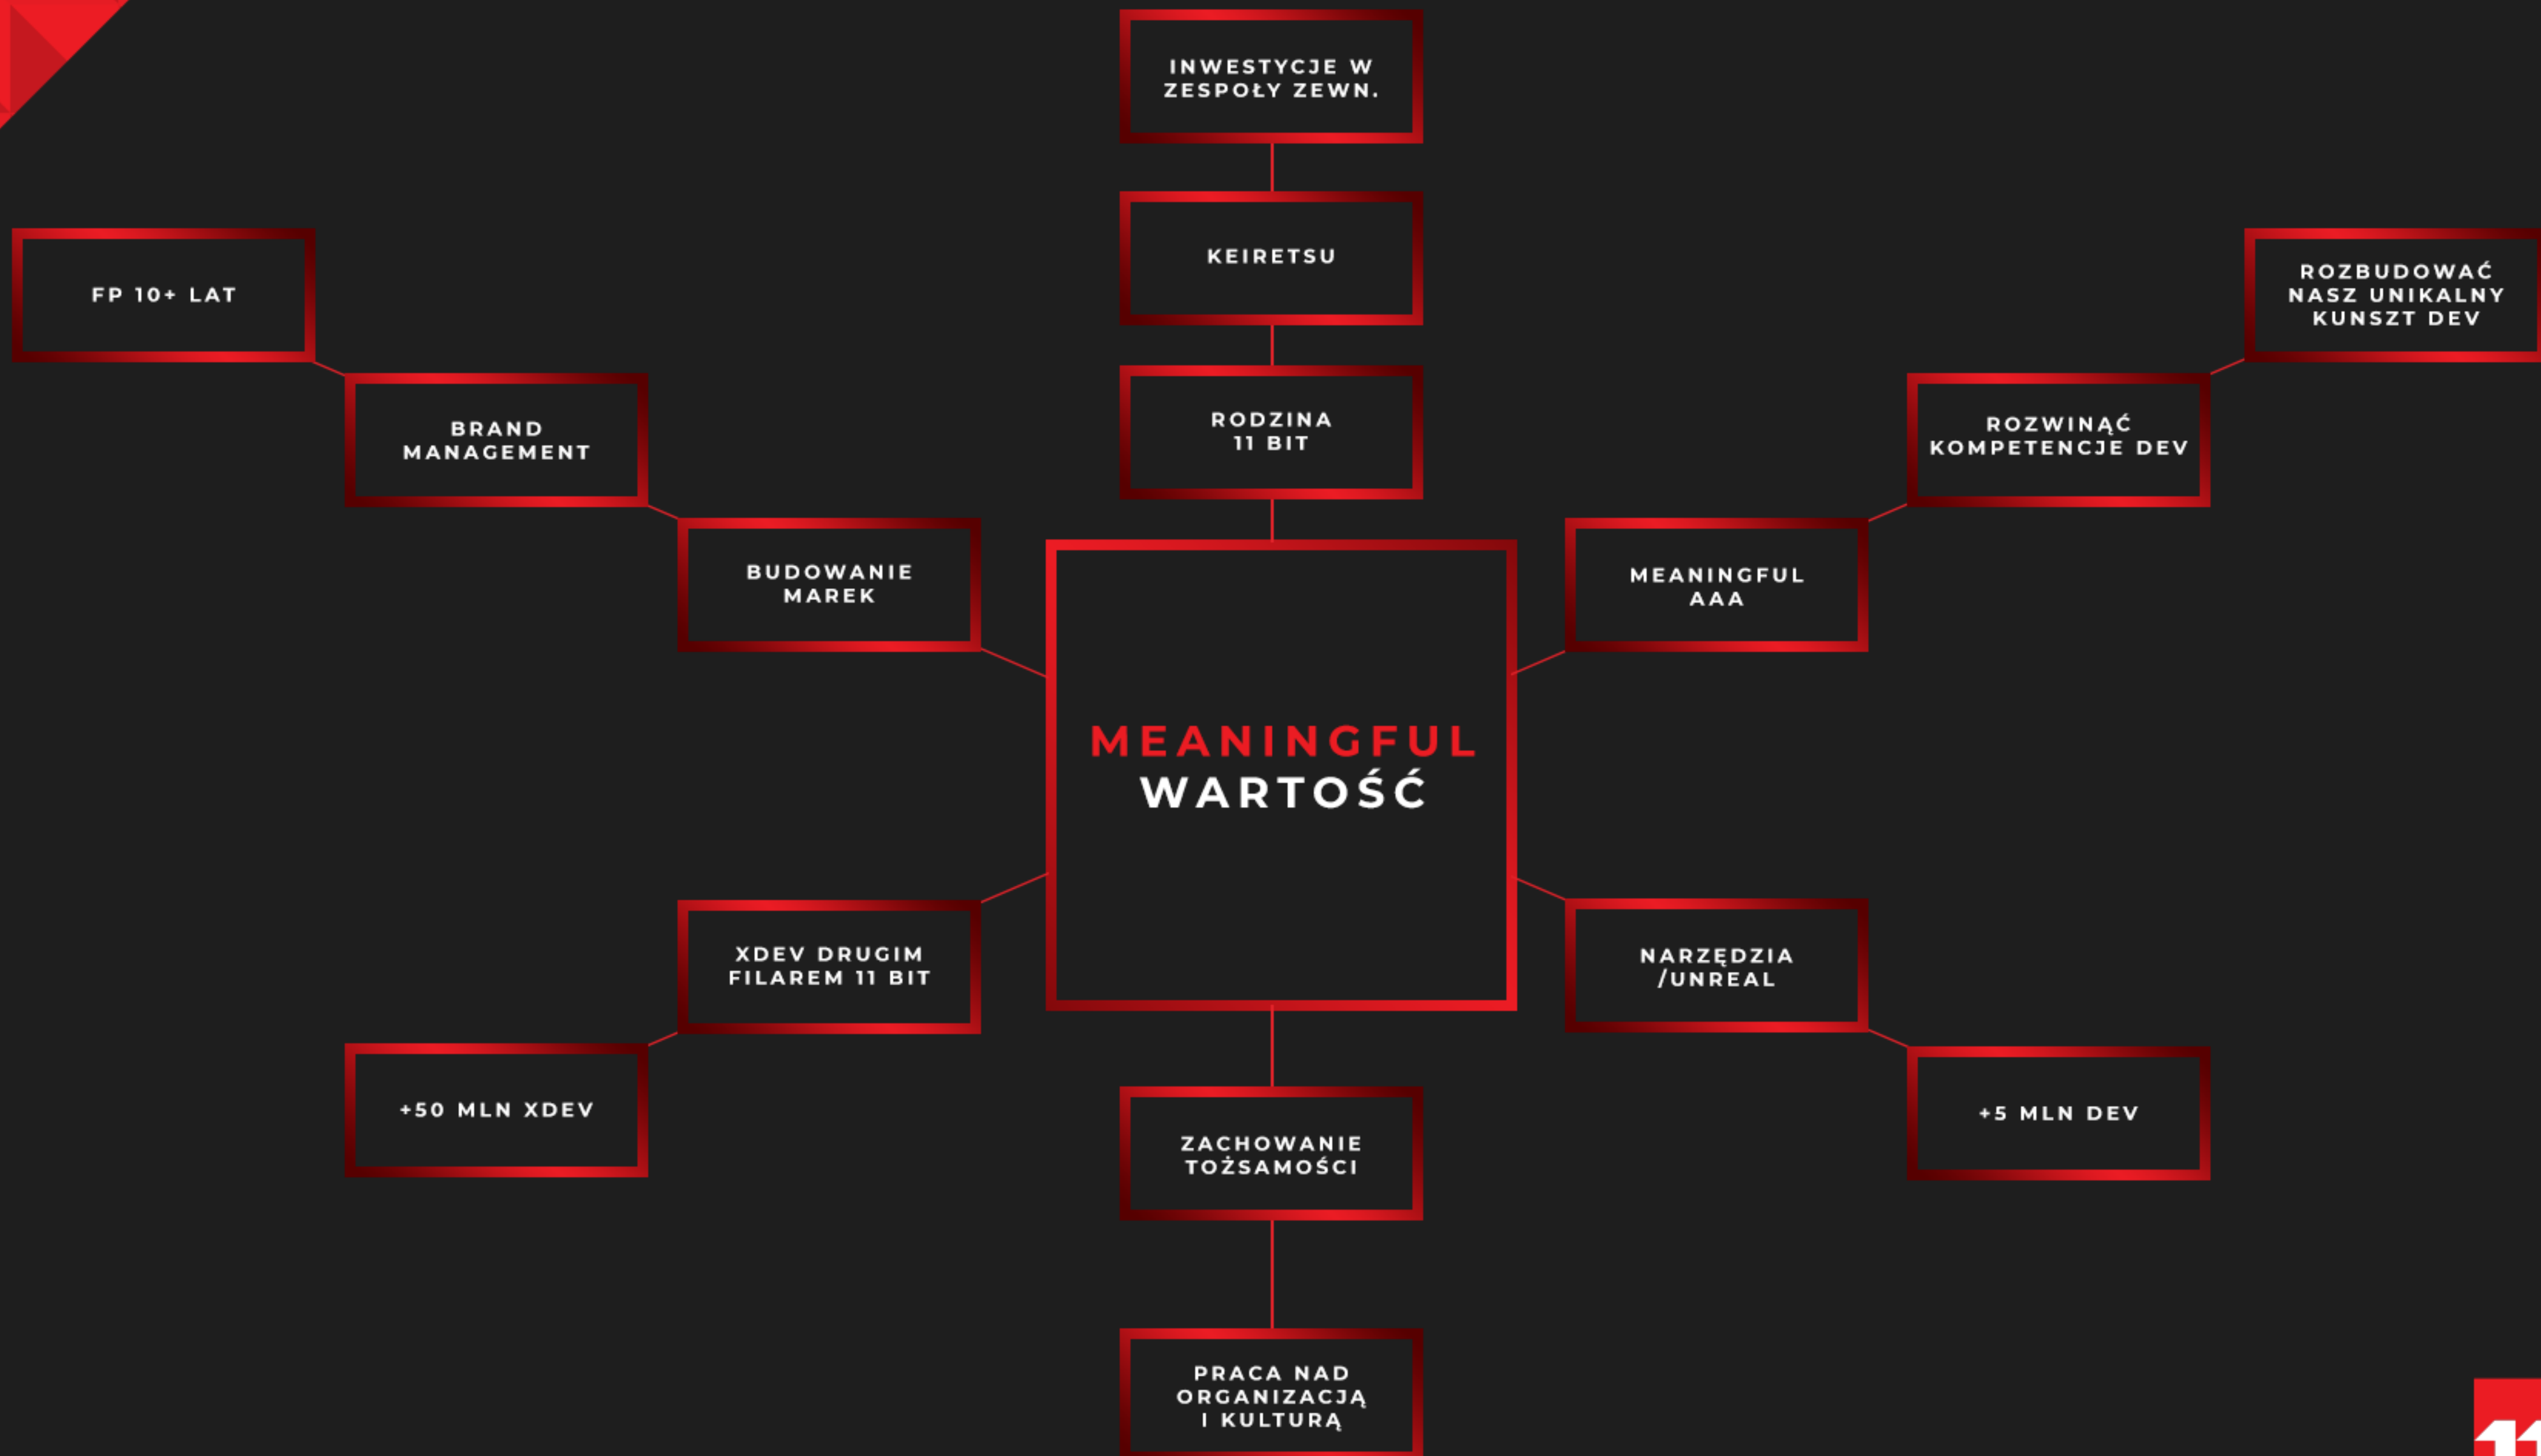 INWESTYCJE W
ZESPOŁY ZEWN.
KEIRETSU
RODZINA
11 BIT
FP 10+ LAT
BRAND
MANAGEMENT
BUDOWANIE
MAREK
ROZBUDOWAĆ
NASZ UNIKALNY
KUNSZT DEV
ROZWINĄĆ
KOMPETENCJE DEV
MEANINGFUL
AAA
MEANINGFUL
WARTOŚĆ
XDEV DRUGIM
FILAREM 11 BIT
+50 MLN XDEV
NARZĘDZIA
/UNREAL
+5 MLN DEV
ZACHOWANIE
TOŻSAMOŚCI
PRACA NAD
ORGANIZACJĄ
I KULTURĄ
11